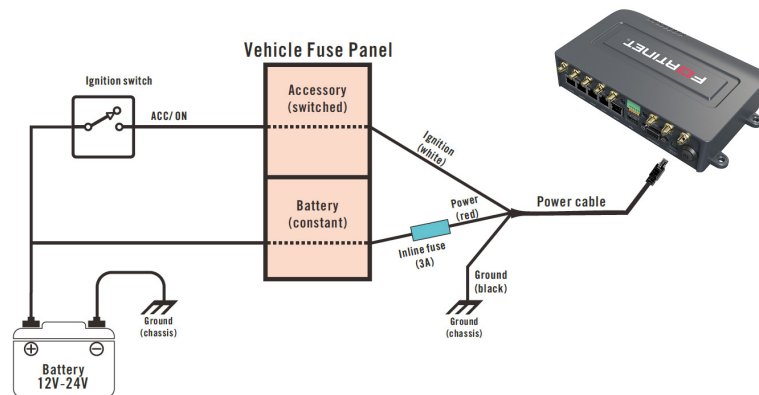 Vehicle Fuse Panel
Ignition switch
ACC/ ON
Accessory
(switched)
Battery
(constant)
Ignition
(white)
Power
(red)
Inline fuse
(3A)
Power cable
Ground
(black)
Ground
(chassis)
Ground
(chassis)
Battery
12V-24V
FORTINET